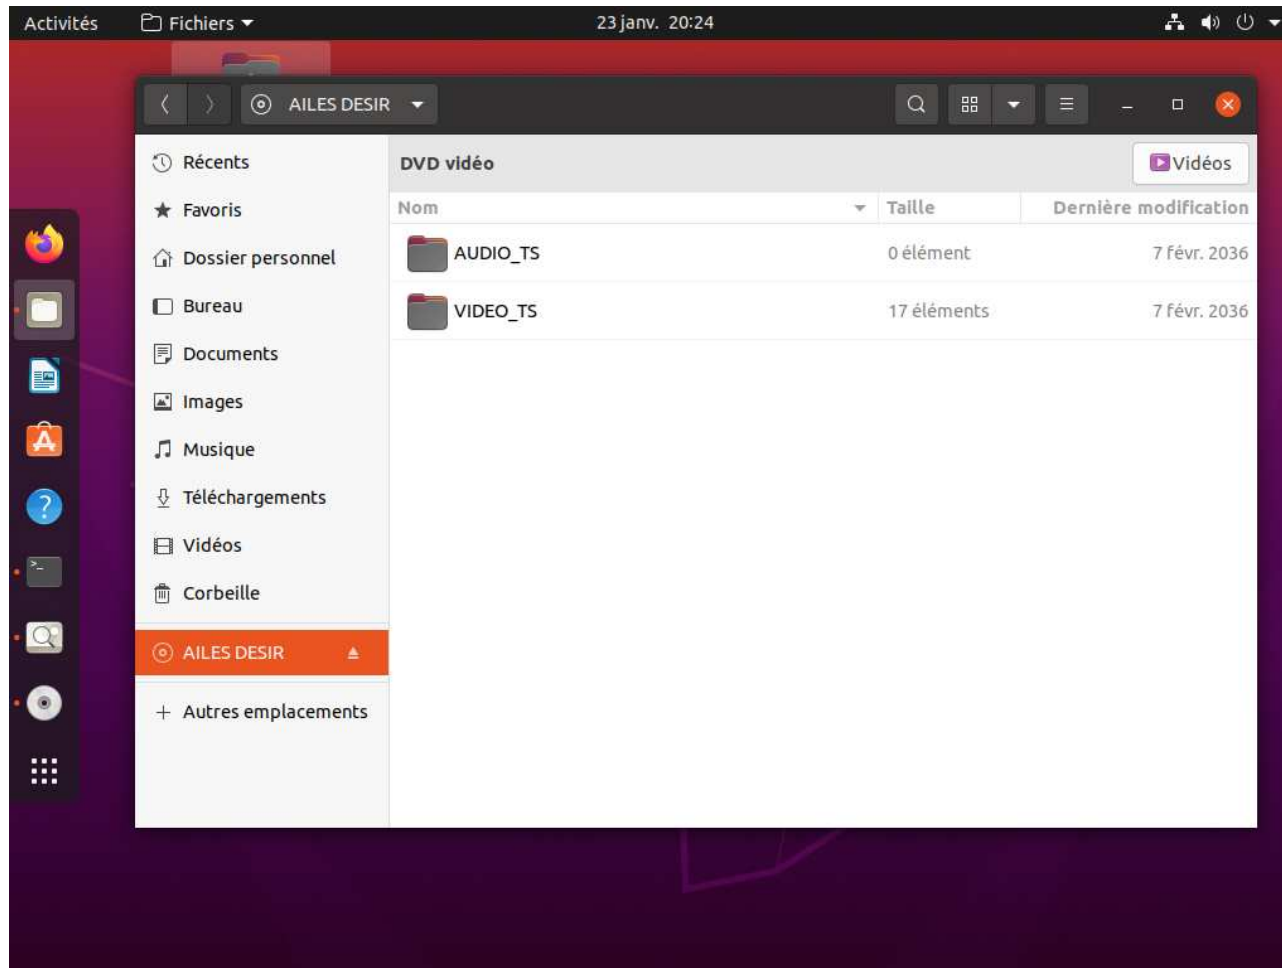 Activités Fichiers 23 janv. 20:24
AILES DESIR
Récents
Favoris
Dossier personnel
Bureau
Documents
Images
Musique
Téléchargements
Vidéos
Corbeille
AILES DESIR
+ Autres emplacements
DVD vidéo Vidéos
Nom Taille Dernière modification
AUDIO_TS 0 élément 7 févr. 2036
VIDEO_TS 17 éléments 7 févr. 2036